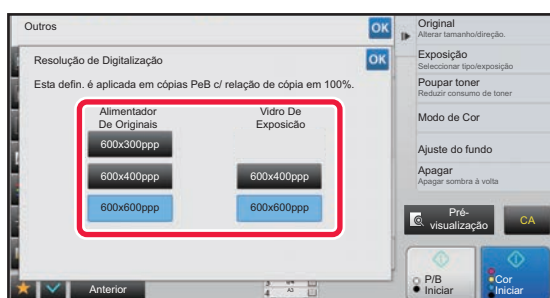 Outros
OK
Resolução de Digitalização
OK
Esta defin. é aplicada em cópias PeB c/ relação de cópia em 100%.
Alimentador
De Originais
Vidro De
Exposicão
600x300ppp
600x400ppp
600x400ppp
600x600ppp
600x600ppp
Original
Alterar tamanho/direção.
Exposição
Seleccionar tipo/exposição
Poupar toner
Reduzir consumo de toner
Modo de Cor
Ajuste do fundo
Apagar
Apagar sombra à volta
Pré-
visualização
CA
P/B
Iniciar
Cor
Iniciar
Anterior
4 A3